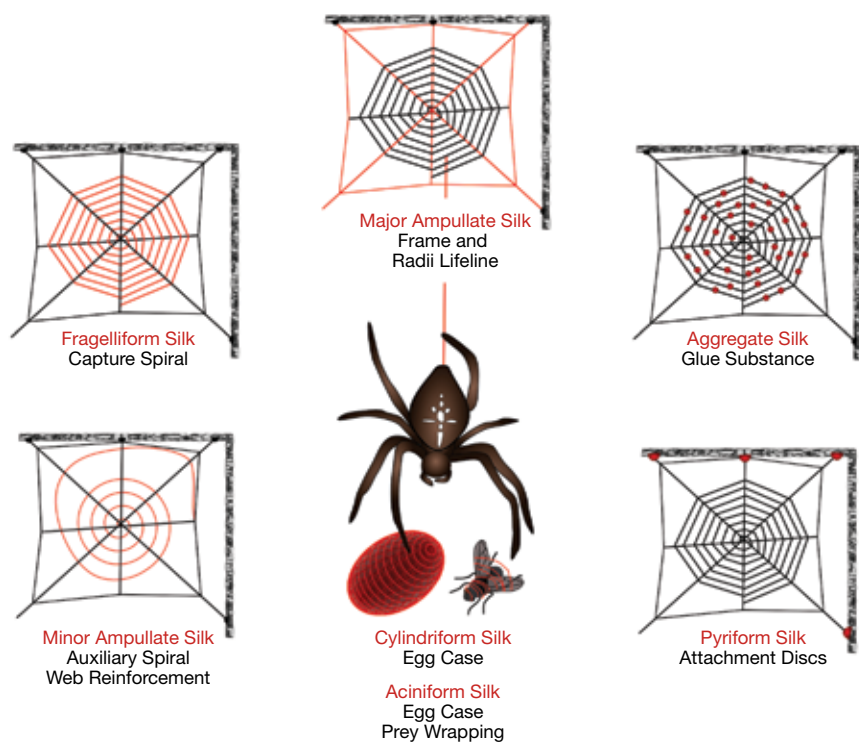 Major Ampullate Silk
Frame and
Radii Lifeline
Fragelliform Silk
Capture Spiral
Aggregate Silk
Glue Substance
Minor Ampullate Silk
Auxiliary Spiral
Web Reinforcement
Cylindriform Silk
Egg Case
Aciniform Silk
Egg Case
Prey Wrapping
Pyriform Silk
Attachment Discs